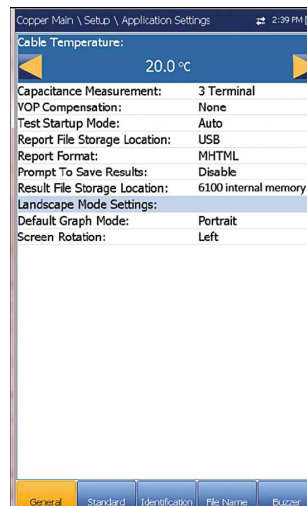 Copper Main \ Setup \ Application Settings 2:39 PM
Cable Temperature:
20.0 °C
Capacitance Measurement: 3 Terminal
VOP Compensation: None
Test Startup Mode: Auto
Report File Storage Location: USB
Report Format: MHTML
Prompt To Save Results: Disable
Result File Storage Location: 6100 internal memory
Landscape Mode Settings:
Default Graph Mode: Portrait
Screen Rotation: Left
General Standard Identification File Name Buzzer